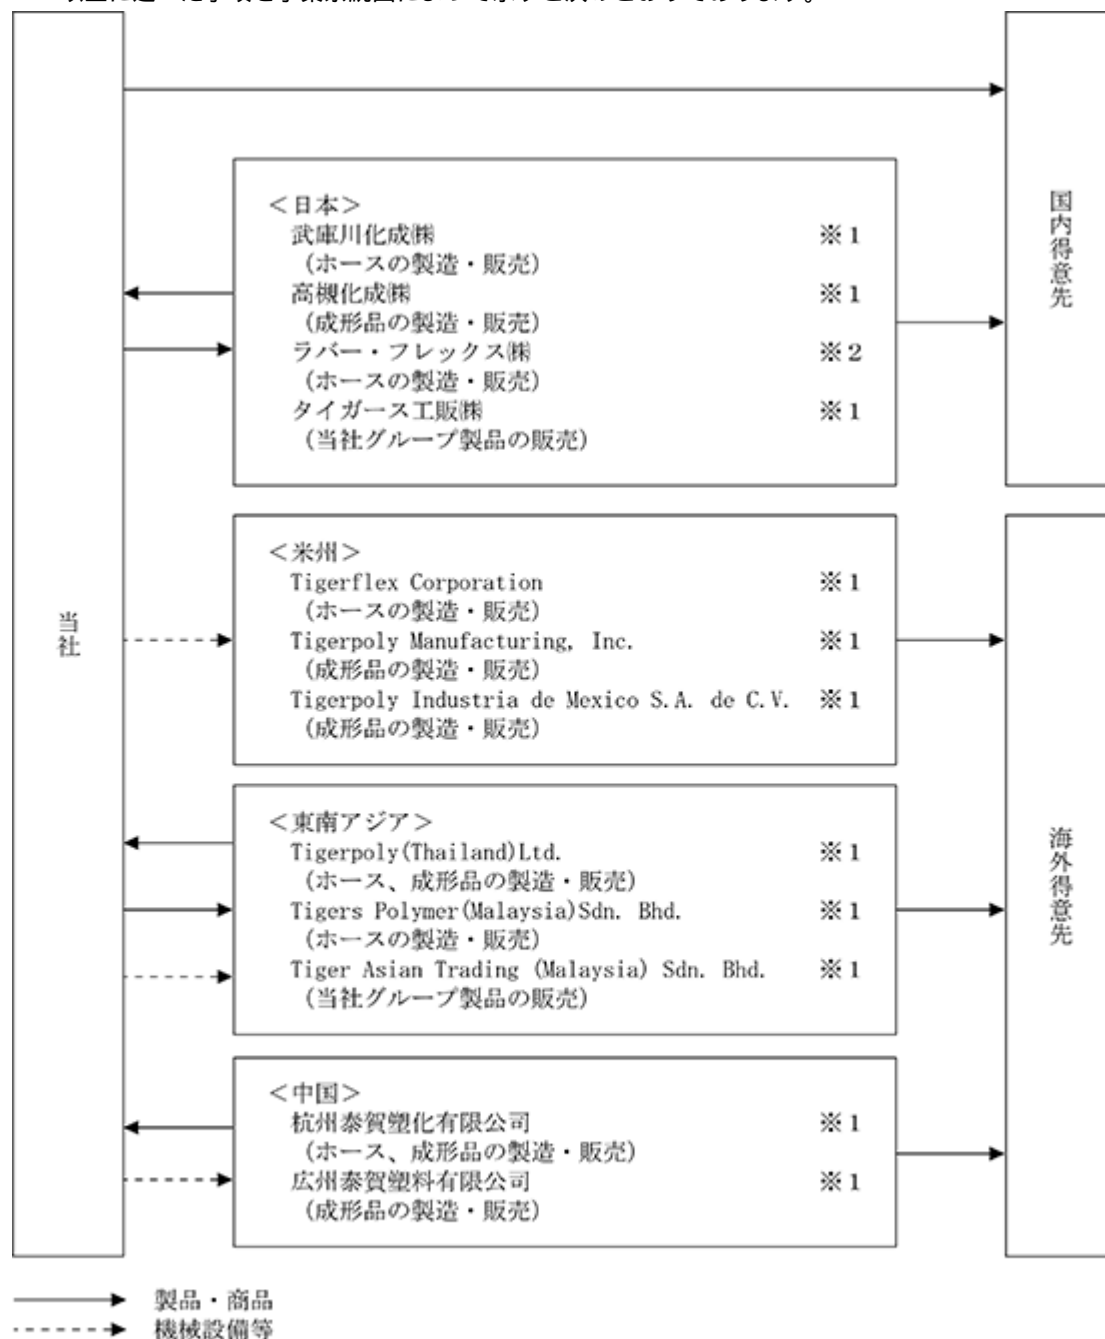 当社
＜日本＞
武庫川化成㈱ ※1
(ホースの製造・販売)
高槻化成㈱ ※1
(成形品の製造・販売)
ラバー・フレックス㈱ ※2
(ホースの製造・販売)
タイガース工販㈱ ※1
(当社グループ製品の販売)
国内得意先
＜米州＞
Tigerflex Corporation ※1
(ホースの製造・販売)
Tigerpoly Manufacturing, Inc. ※1
(成形品の製造・販売)
Tigerpoly Industria de Mexico S.A. de C.V. ※1
(成形品の製造・販売)
＜東南アジア＞
Tigerpoly(Thailand)Ltd. ※1
(ホース、成形品の製造・販売)
Tigers Polymer(Malaysia)Sdn. Bhd. ※1
(ホースの製造・販売)
Tiger Asian Trading (Malaysia) Sdn. Bhd. ※1
(当社グループ製品の販売)
＜中国＞
杭州泰賀塑化有限公司 ※1
(ホース、成形品の製造・販売)
広州泰賀塑料有限公司 ※1
(成形品の製造・販売)
海外得意先
製品・商品
機械設備等